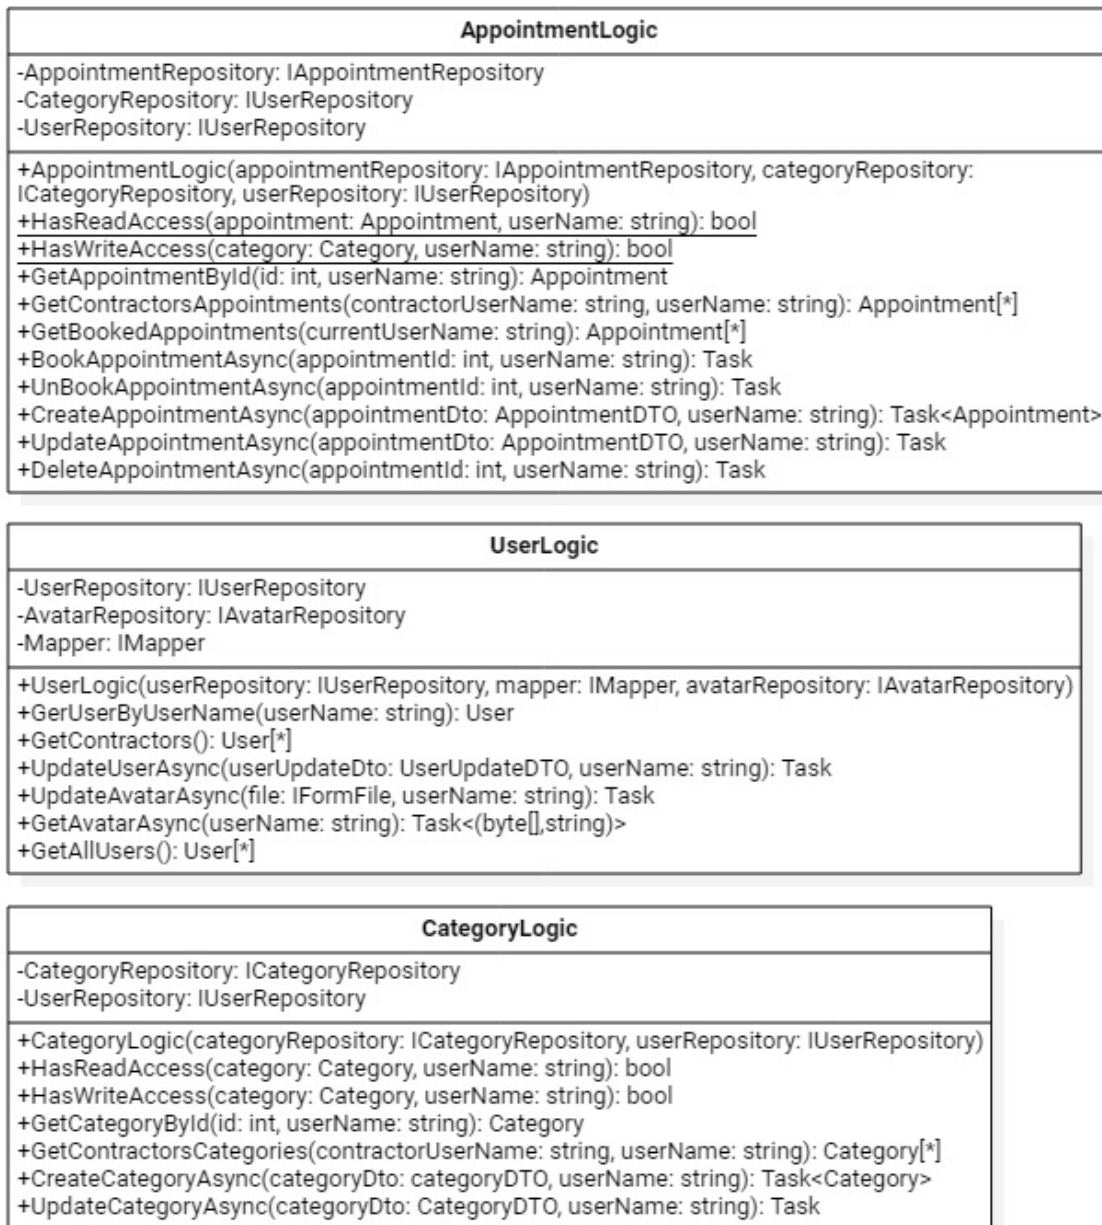 AppointmentLogic
-AppointmentRepository: IAppointmentRepository
-CategoryRepository: IUserRepository
-UserRepository: IUserRepository
+AppointmentLogic(appointmentRepository: IAppointmentRepository, categoryRepository:
ICategoryRepository, userRepository: IUserRepository)
+HasReadAccess(appointment: Appointment, userName: string): bool
+HasWriteAccess(category: Category, userName: string): bool
+GetAppointmentById(id: int, userName: string): Appointment
+GetContractorsAppointments(contractorUserName: string, userName: string): Appointment[*]
+GetBookedAppointments(currentUserName: string): Appointment[*]
+BookAppointmentAsync(appointmentId: int, userName: string): Task
+UnBookAppointmentAsync(appointmentId: int, userName: string): Task
+CreateAppointmentAsync(appointmentDto: AppointmentDTO, userName: string): Task<Appointment>
+UpdateAppointmentAsync(appointmentDto: AppointmentDTO, userName: string): Task
+DeleteAppointmentAsync(appointmentId: int, userName: string): Task
UserLogic
-UserRepository: IUserRepository
-AvatarRepository: IAvatarRepository
-Mapper: IMapper
+UserLogic(userRepository: IUserRepository, mapper: IMapper, avatarRepository: IAvatarRepository)
+GerUserByUserName(userName: string): User
+GetContractors(): User[*]
+UpdateUserAsync(userUpdateDto: UserUpdateDTO, userName: string): Task
+UpdateAvatarAsync(file: IFormFile, userName: string): Task
+GetAvatarAsync(userName: string): Task<(byte[],string)>
+GetAllUsers(): User[*]
CategoryLogic
-CategoryRepository: ICategoryRepository
-UserRepository: IUserRepository
+CategoryLogic(categoryRepository: ICategoryRepository, userRepository: IUserRepository)
+HasReadAccess(category: Category, userName: string): bool
+HasWriteAccess(category: Category, userName: string): bool
+GetCategoryById(id: int, userName: string): Category
+GetContractorsCategories(contractorUserName: string, userName: string): Category[*]
+CreateCategoryAsync(categoryDto: categoryDTO, userName: string): Task<Category>
+UpdateCategoryAsync(categoryDto: CategoryDTO, userName: string): Task